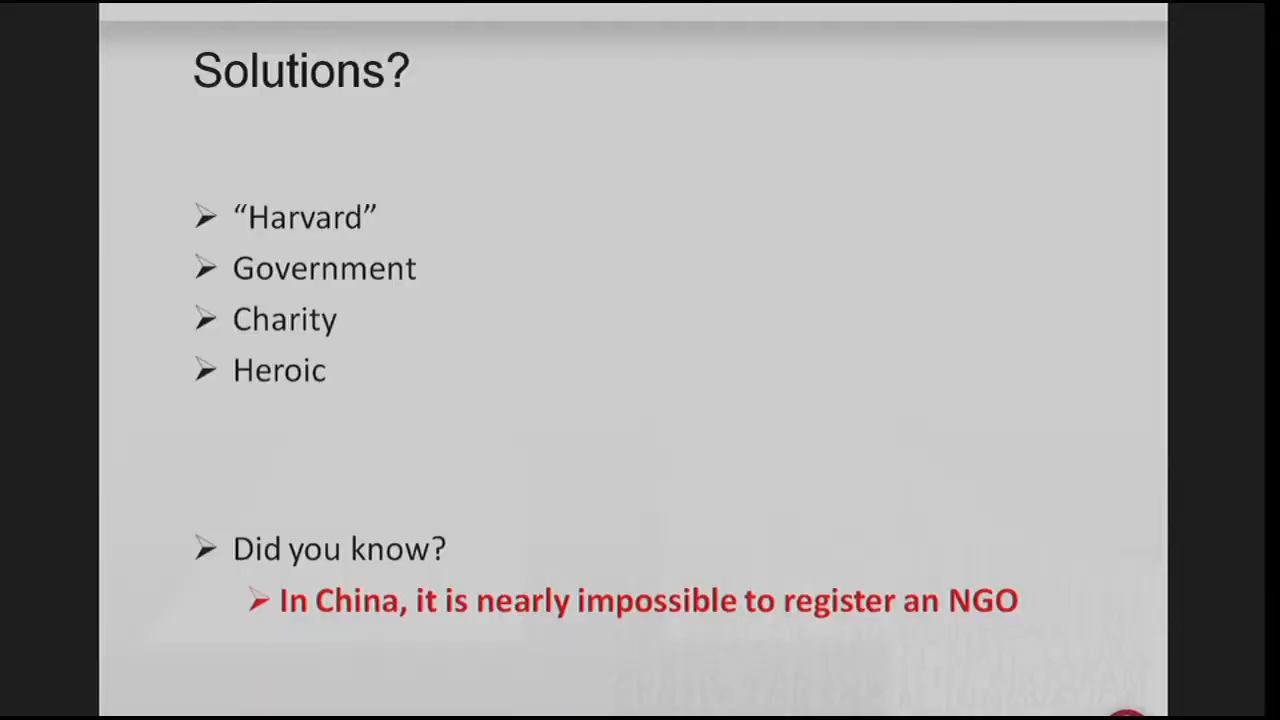 Solutions?
“Harvard”
Government
Charity
Heroic
Did you know?
In China, it is nearly impossible to register an NGO